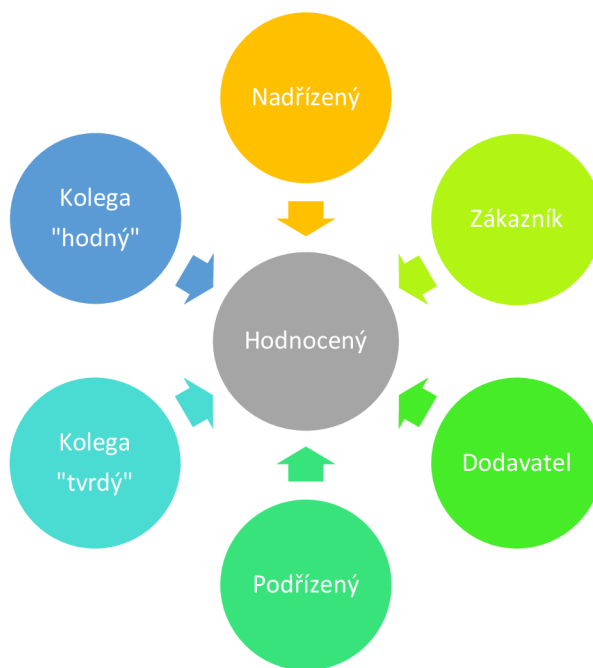 Nadřízený
Kolega
"hodný"
Zákazník
Hodnocený
Kolega
"tvrdý"
Dodavatel
Podřízený